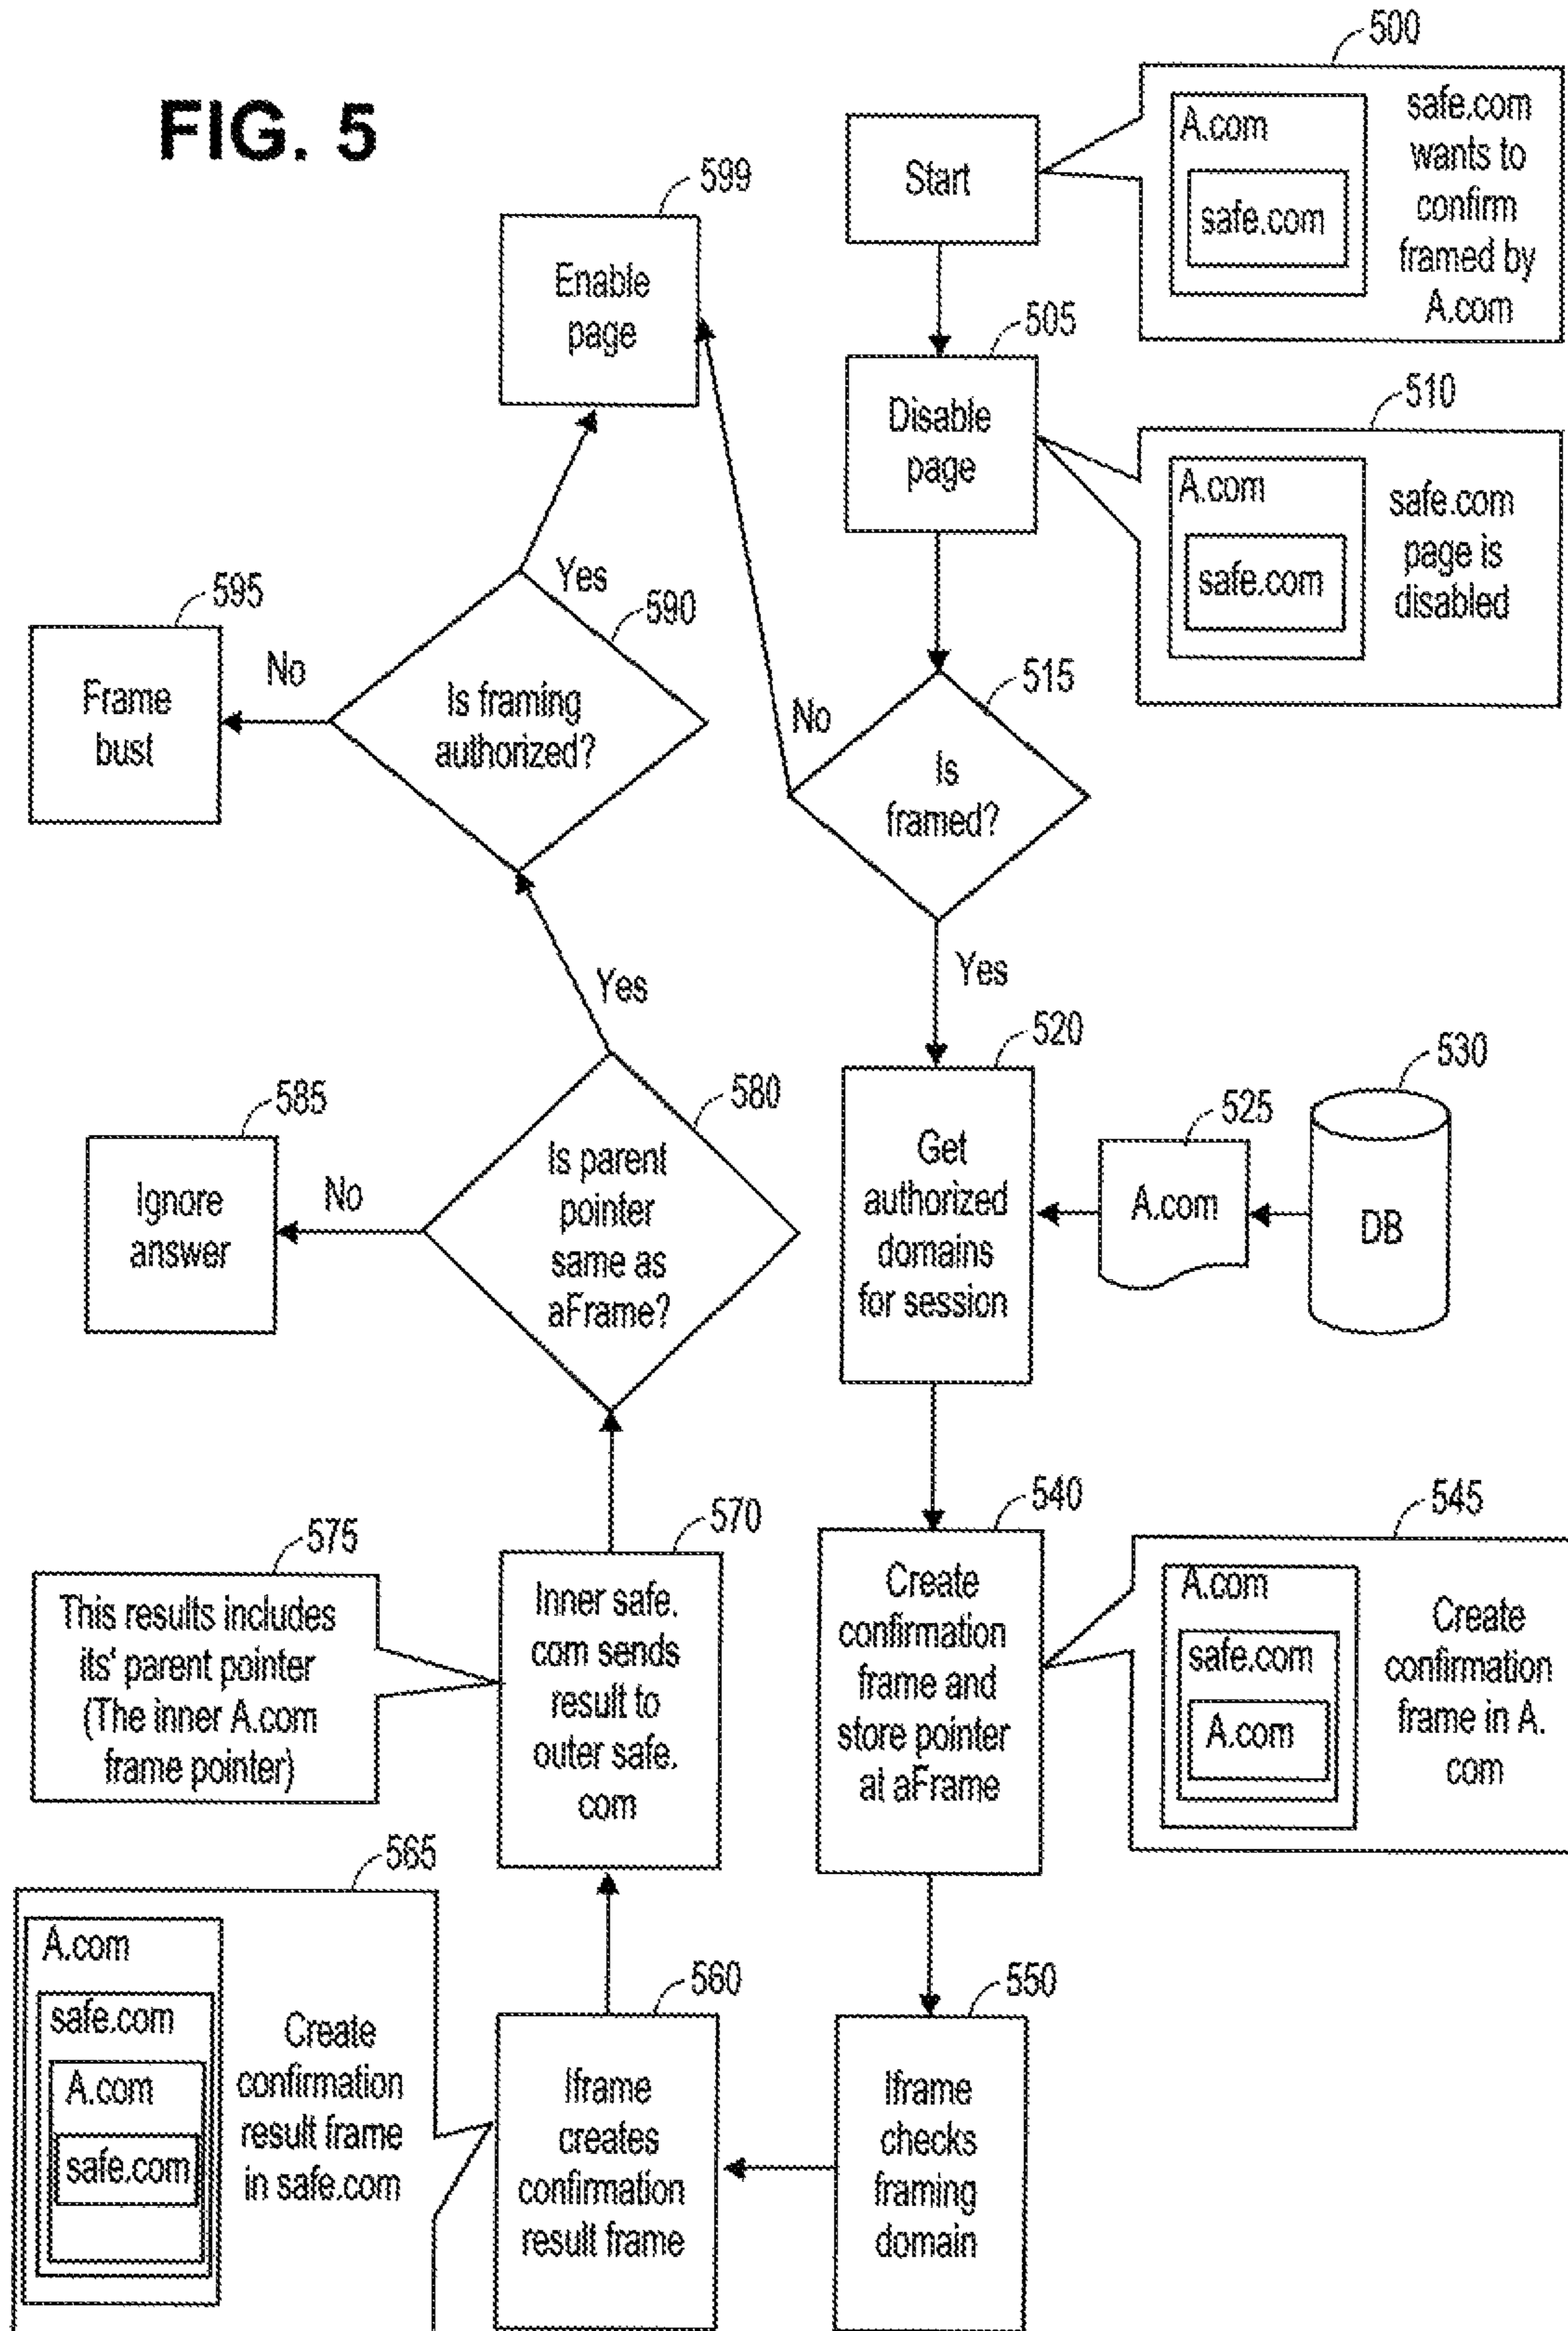 FIG. 5
500
Start
A.com
safe.com
safe.com
wants to
confirm
framed by
A.com
599
Enable
page
505
Disable
page
510
A.com
safe.com
safe.com
page is
disabled
595
Frame
bust
No
Yes
590
Is framing
authorized?
No
515
Is
framed?
Yes
Yes
520
Get
authorized
domains
for session
525
A.com
530
DB
585
Ignore
answer
No
580
Is parent
pointer
same as
aFrame?
575
This results includes
its' parent pointer
(The inner A.com
frame pointer)
570
Inner safe.
com sends
result to
outer safe.
com
540
Create
confirmation
frame and
store pointer
at aFrame
545
A.com
safe.com
A.com
Create
confirmation
frame in A.
com
565
A.com
safe.com
A.com
safe.com
Create
confirmation
result frame
in safe.com
560
Iframe
creates
confirmation
result frame
550
Iframe
checks
framing
domain